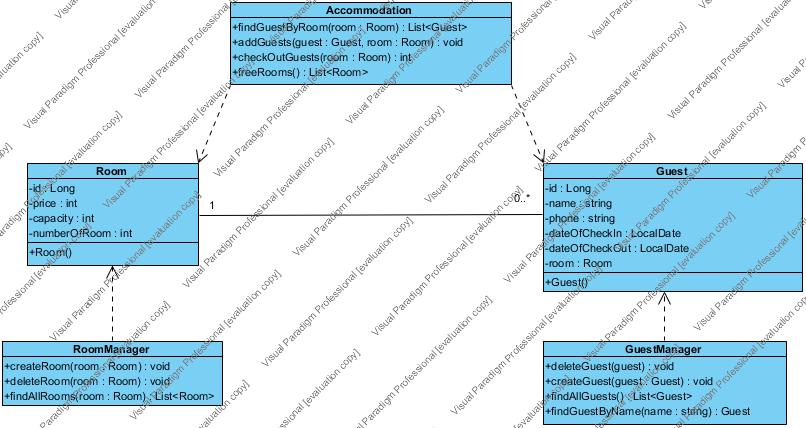 Accommodation
+findGuestByRoom(room : Room) : List<Guest>
+addGuests(guest : Guest, room : Room) : void
+checkOutGuests(room : Room) : int
+freeRooms() : List<Room>
Room
-id : Long
-price : int
-capacity : int
-numberOfRoom : int
+Room()
1
0..*
Guest
-id : Long
-name : string
-phone : string
-dateOfCheckIn : LocalDate
-dateOfCheckOut : LocalDate
-room : Room
+Guest()
RoomManager
+createRoom(room : Room) : void
+deleteRoom(room : Room) : void
+findAllRooms(room : Room) : List<Room>
GuestManager
+deleteGuest(guest) : void
+createGuest(guest : Guest) : void
+findAllGuests() : List<Guest>
+findGuestByName(name : string) : Guest
Visual Paradigm Professional [evaluation copy]